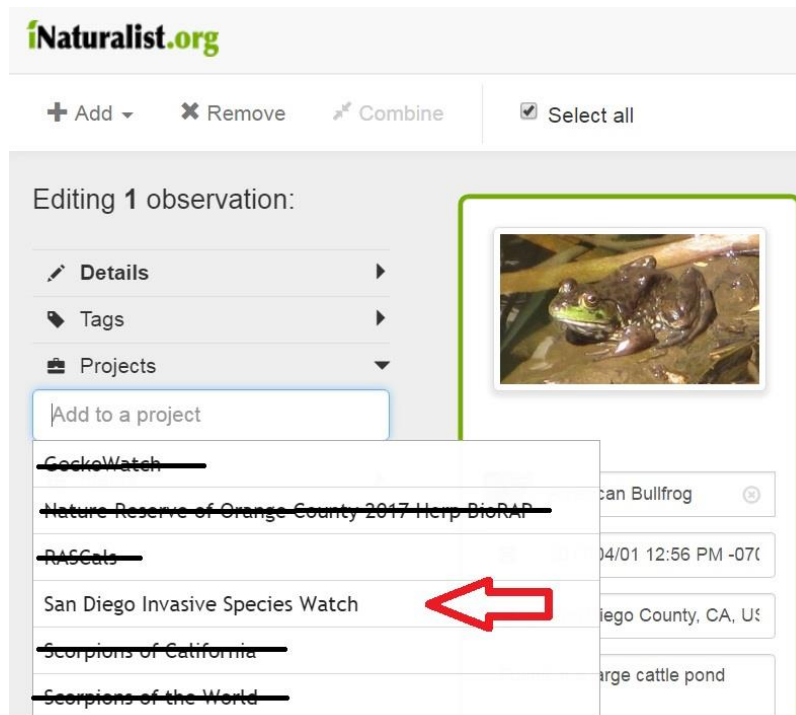 iNaturalist.org
Add Remove Combine Select all
Editing 1 observation:
Details
Tags
Projects
Add to a project
GeckoWatch
Nature Reserve of Orange County 2017 Herp BioRAP
RASCals
San Diego Invasive Species Watch
Scorpions of California
Scorpions of the World
can Bullfrog
04/01 12:56 PM -07(
iego County, CA, US
arge cattle pond